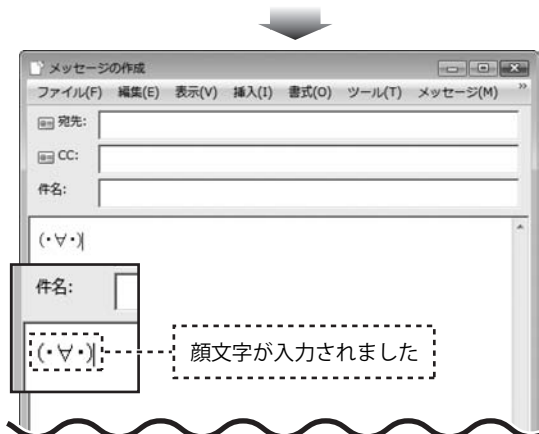 メッセージの作成
ファイル(F) 編集(E) 表示(V) 挿入(I) 書式(O) ツール(T) メッセージ(M) »
宛先:
CC:
件名:
(・∀・)
件名:
(・∀・)
顔文字が入力されました